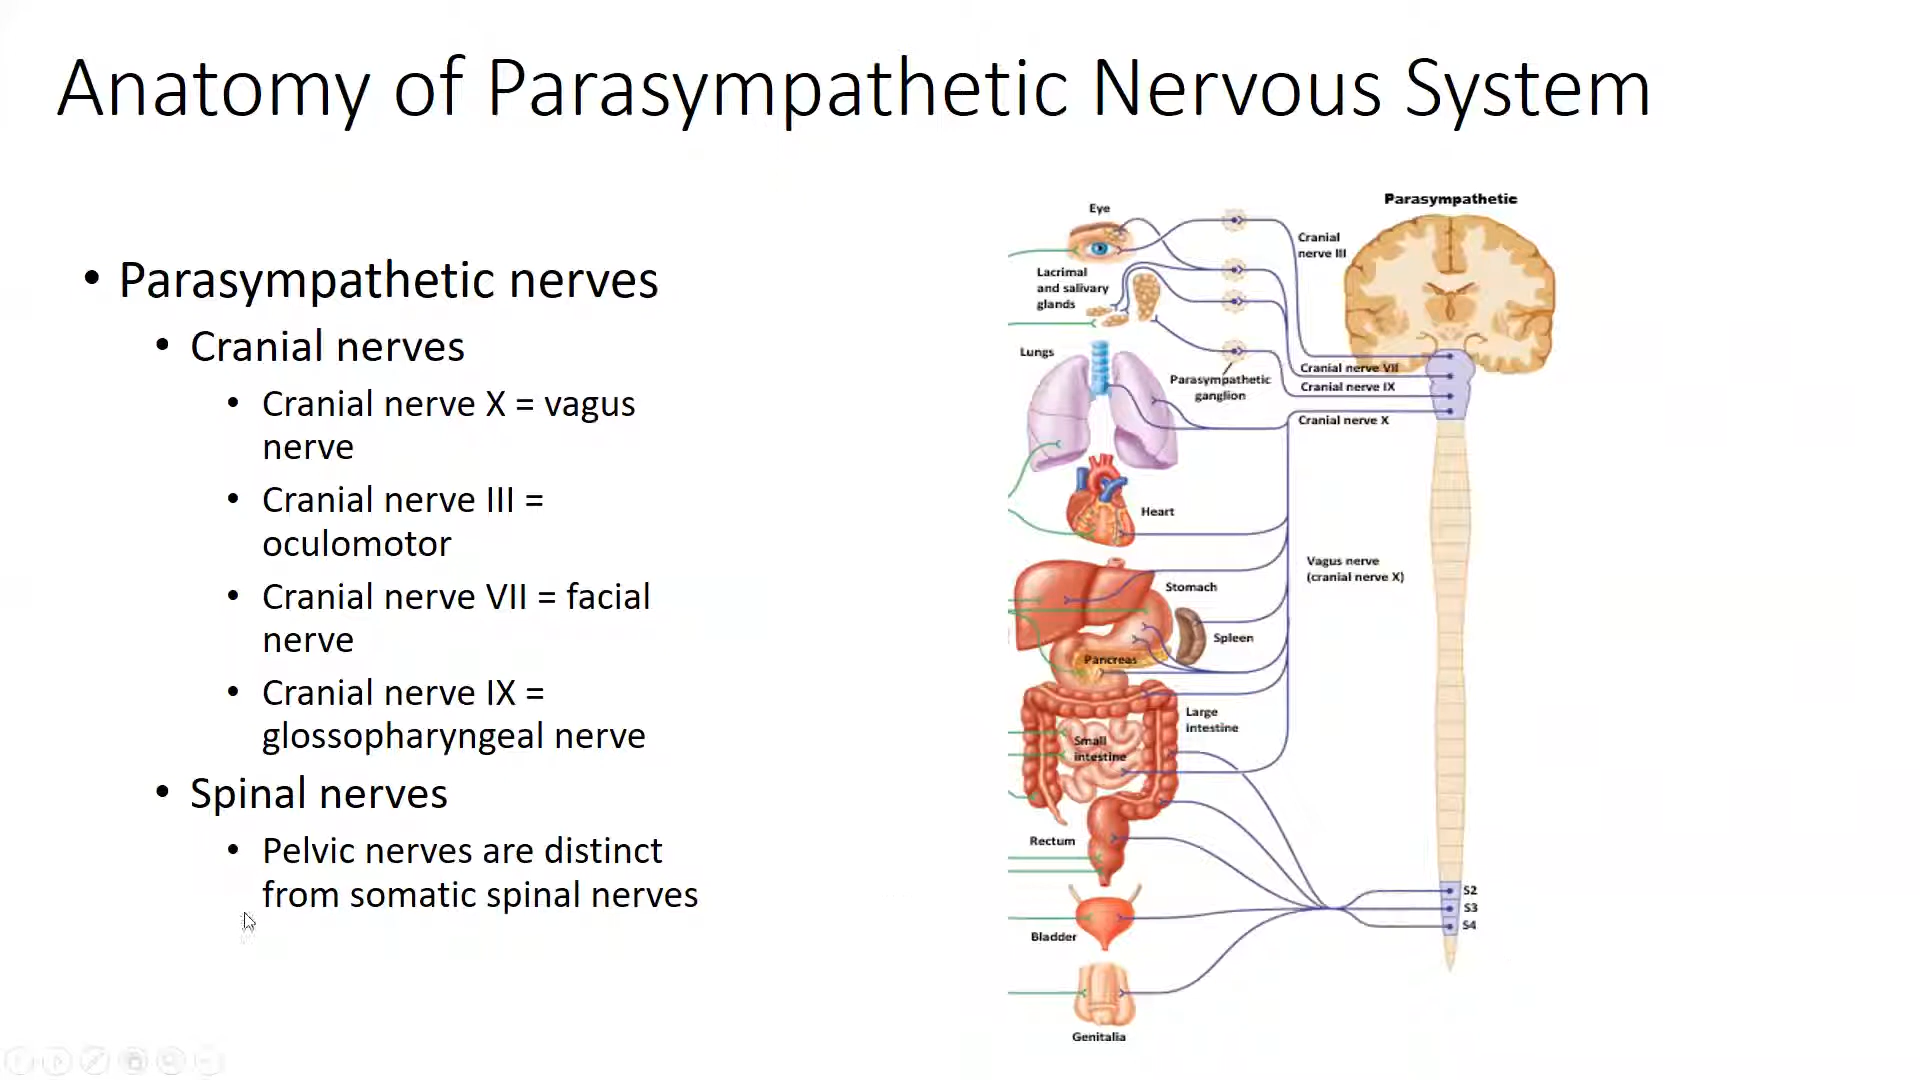 Anatomy of Parasympathetic Nervous System
• Parasympathetic nerves
• Cranial nerves
• Cranial nerve X = vagus
nerve
• Cranial nerve III =
oculomotor
• Cranial nerve VII = facial
nerve
• Cranial nerve IX =
glossopharyngeal nerve
• Spinal nerves
• Pelvic nerves are distinct
from somatic spinal nerves
Parasympathetic
Eye
Cranial
nerve III
Lacrimal
and salivary
glands
Lungs
Parasympathetic
ganglion
Cranial nerve VII
Cranial nerve IX
Cranial nerve X
Heart
Vagus nerve
(cranial nerve X)
Stomach
Spleen
Pancreas
Large
intestine
Small
intestine
Rectum
S2
S3
S4
Bladder
Genitalia